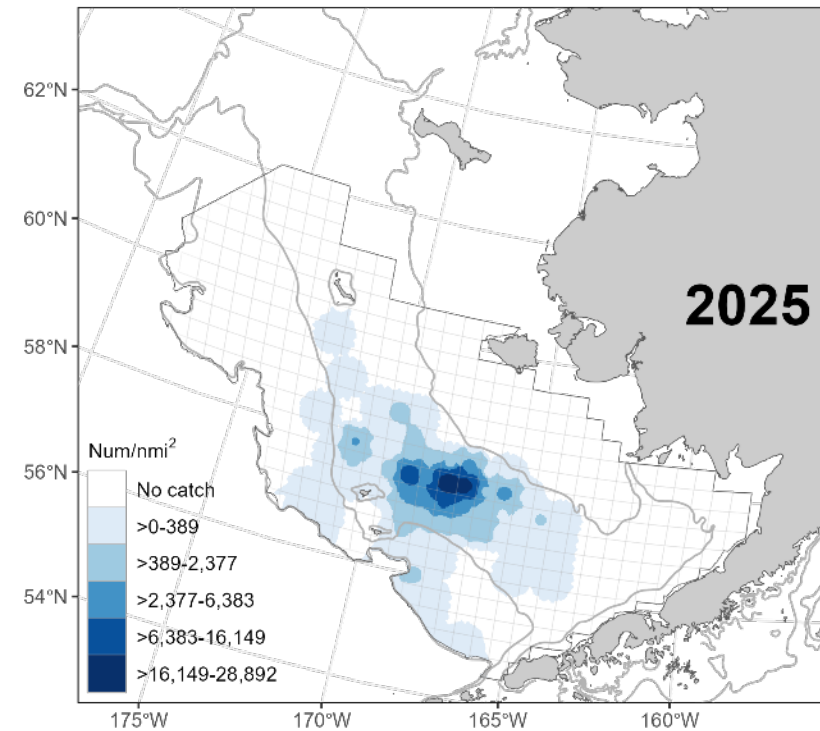 62°N
60°N
58°N
56°N
54°N
2025
Num/nmi²
No catch
>0-389
>389-2,377
>2,377-6,383
>6,383-16,149
>16,149-28,892
175°W
170°W
165°W
160°W